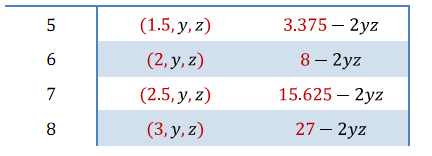 5 (1.5, y, z) 3.375 − 2yz
6 (2, y, z) 8 − 2yz
7 (2.5, y, z) 15.625 − 2yz
8 (3, y, z) 27 − 2yz